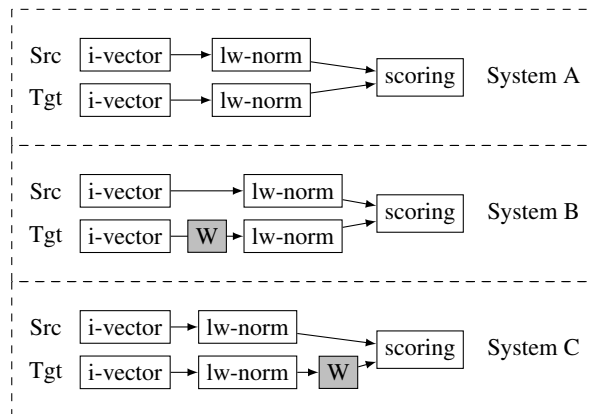 Src i-vector lw-norm
scoring System A
Tgt i-vector lw-norm
Src i-vector lw-norm
scoring System B
Tgt i-vector W lw-norm
Src i-vector lw-norm
scoring System C
Tgt i-vector lw-norm W